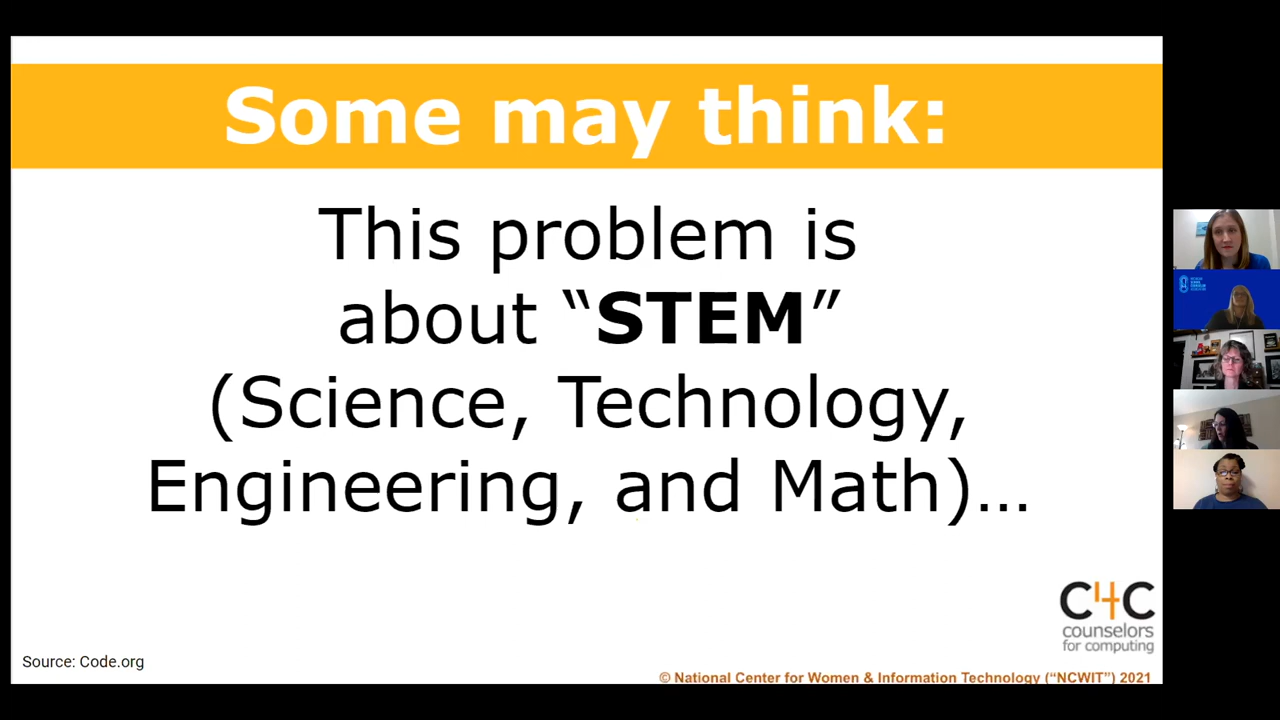 Some may think:
This problem is
about “STEM”
(Science, Technology,
Engineering, and Math)…
C4C
counselors
for computing
Source: Code.org
© National Center for Women & Information Technology (“NCWIT”) 2021